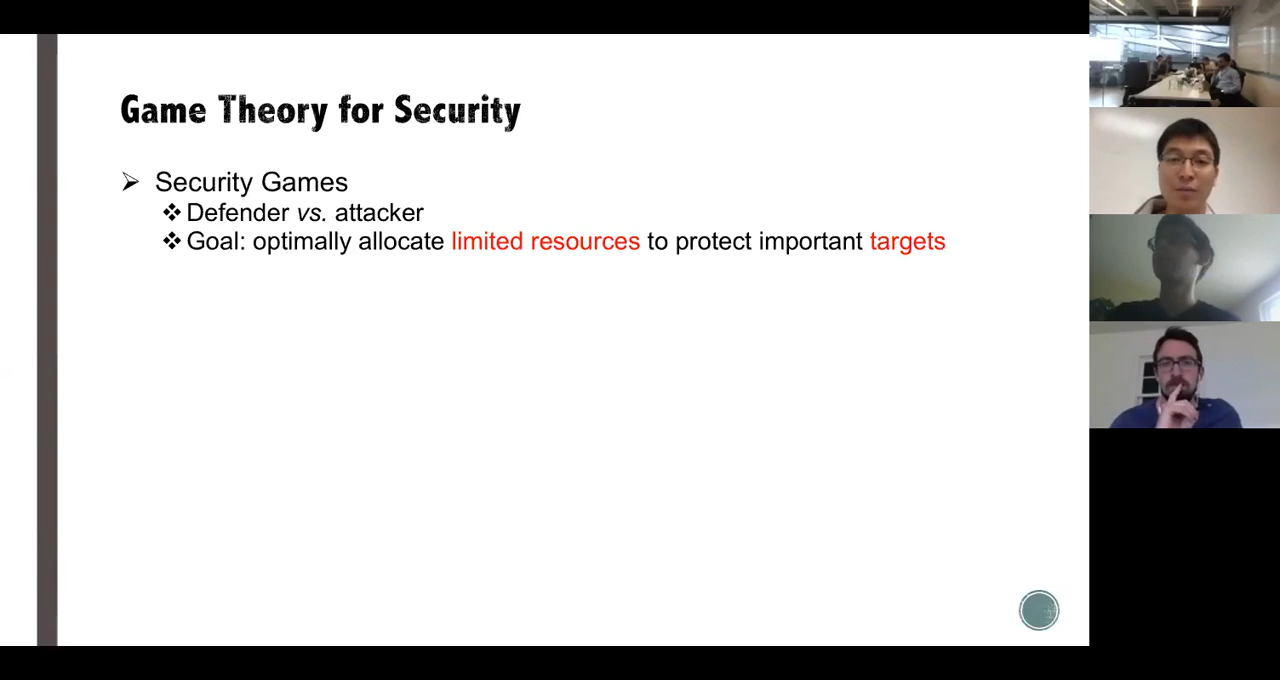 Game Theory for Security
Security Games
Defender vs. attacker
Goal: optimally allocate limited resources to protect important targets